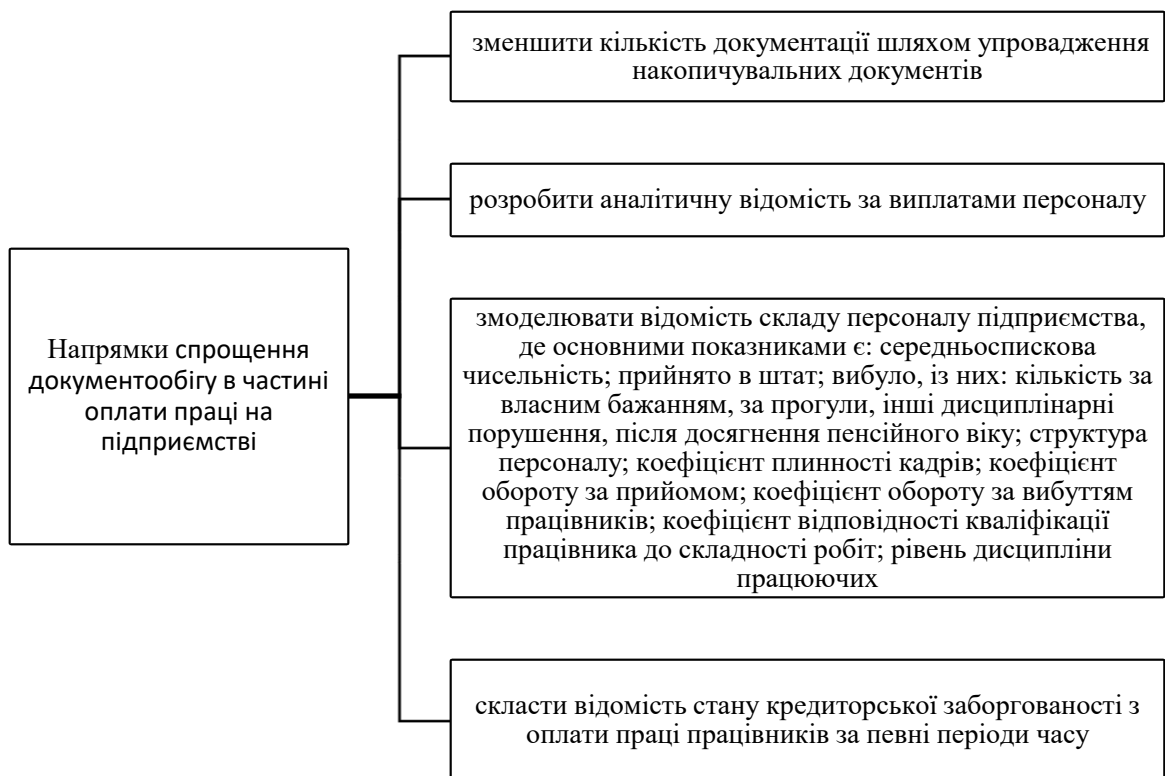 зменшити кількість документації шляхом упровадження
накопичувальних документів
розробити аналітичну відомість за виплатами персоналу
Напрямки спрощення
документообігу в частині
оплати праці на
підприємстві
змоделювати відомість складу персоналу підприємства,
де основними показниками є: середньоспискова
чисельність; прийнято в штат; вибуло, із них: кількість за
власним бажанням, за прогули, інші дисциплінарні
порушення, після досягнення пенсійного віку; структура
персоналу; коефіцієнт плинності кадрів; коефіцієнт
обороту за прийомом; коефіцієнт обороту за вибуттям
працівників; коефіцієнт відповідності кваліфікації
працівника до складності робіт; рівень дисципліни
працюючих
скласти відомість стану кредиторської заборгованості з
оплати праці працівників за певні періоди часу